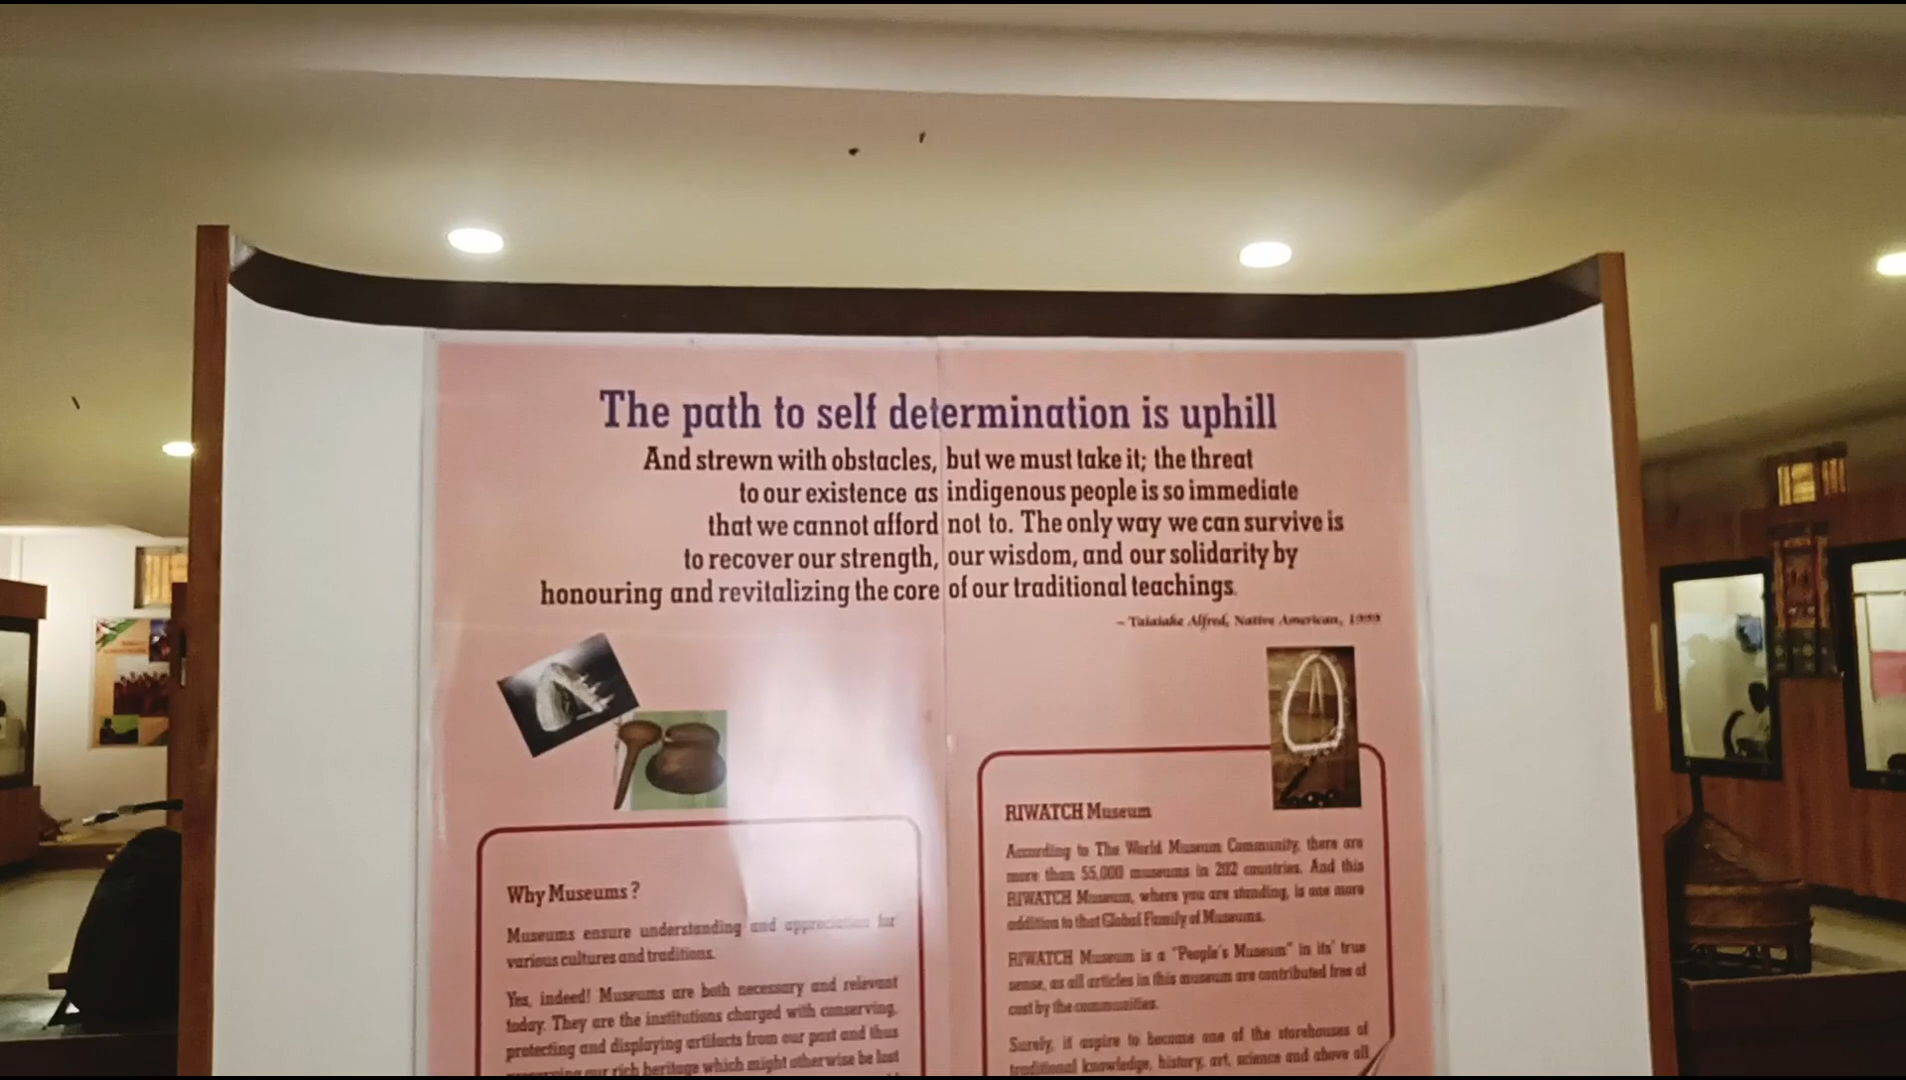 The path to self determination is uphill
And strewn with obstacles, but we must take it; the threat
to our existence as indigenous people is so immediate
that we cannot afford not to. The only way we can survive is
to recover our strength, our wisdom, and our solidarity by
honouring and revitalizing the core of our traditional teachings.
– Taiaiake Alfred, Native American, 1999
Why Museums?
Museums ensure understanding and appreciation for
various cultures and traditions.
Yes, indeed! Museums are both necessary and relevant
today. They are the institutions charged with conserving,
protecting and displaying artifacts from our past and thus
preserving our rich heritage which might otherwise be lost
RIWATCH Museum
According to The World Museum Community, there are
more than 55,000 museums in 202 countries. And this
RIWATCH Museum, where you are standing, is one more
addition to that Global Family of Museums.
RIWATCH Museum is a "People's Museum" in its' true
sense, as all articles in this museum are contributed free of
cost by the communities.
Surely, it aspire to become one of the storehouses of
traditional knowledge, history, art, science and above all